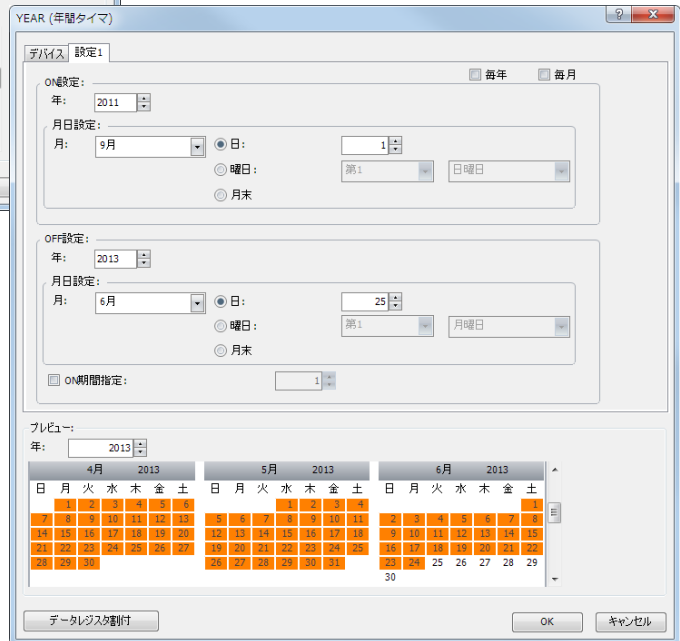 YEAR (年間タイマ)
デバイス 設定1
毎年 毎月
ON設定:
年: 2011
月日設定:
月: 9月 日: 1
曜日: 第1 日曜日
月末
OFF設定:
年: 2013
月日設定:
月: 6月 日: 25
曜日: 第1 月曜日
月末
ON期間指定: 1
プレビュー:
年: 2013
4月 2013 5月 2013 6月 2013
日 月 火 水 木 金 土 日 月 火 水 木 金 土 日 月 火 水 木 金 土
1 2 3 4 5 6 1 2 3 4 1
7 8 9 10 11 12 13 5 6 7 8 9 10 11 2 3 4 5 6 7 8
14 15 16 17 18 19 20 12 13 14 15 16 17 18 9 10 11 12 13 14 15
21 22 23 24 25 26 27 19 20 21 22 23 24 25 16 17 18 19 20 21 22
28 29 30 26 27 28 29 30 31 23 24 25 26 27 28 29
30
データレジスタ割付 OK キャンセル